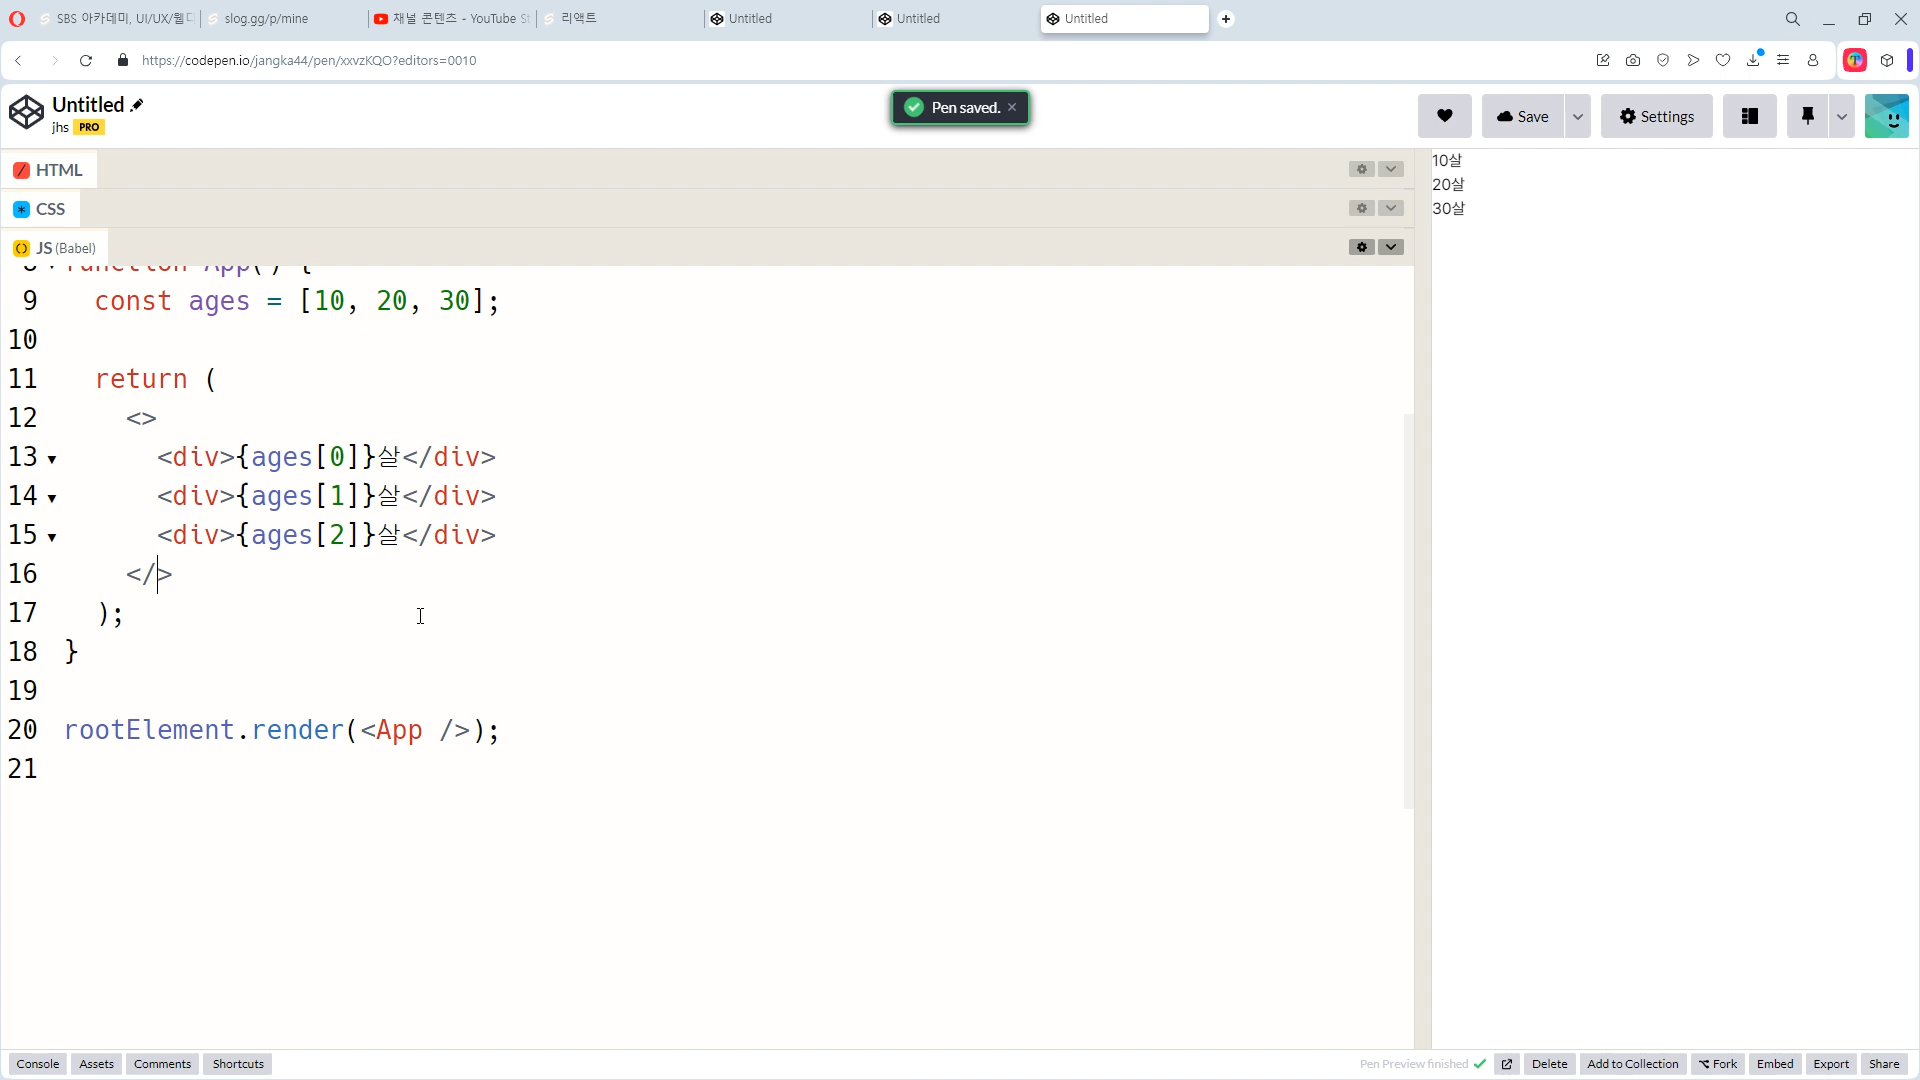 SBS 아카데미, UI/UX/웹디
slog.gg/p/mine
채널 콘텐츠 - YouTube St
리액트
Untitled
Untitled
Untitled
https://codepen.io/jangka44/pen/xxvzKQO?editors=0010
Untitled
jhs PRO
Pen saved. ×
Save
Settings
HTML
CSS
JS (Babel)
10살
20살
30살
8 function App() {
9 const ages = [10, 20, 30];
10
11 return (
12 <>
13 <div>{ages[0]}살</div>
14 <div>{ages[1]}살</div>
15 <div>{ages[2]}살</div>
16 </>
17 );
18 }
19
20 rootElement.render(<App />);
21
Console Assets Comments Shortcuts
Pen Preview finished Delete Add to Collection Fork Embed Export Share